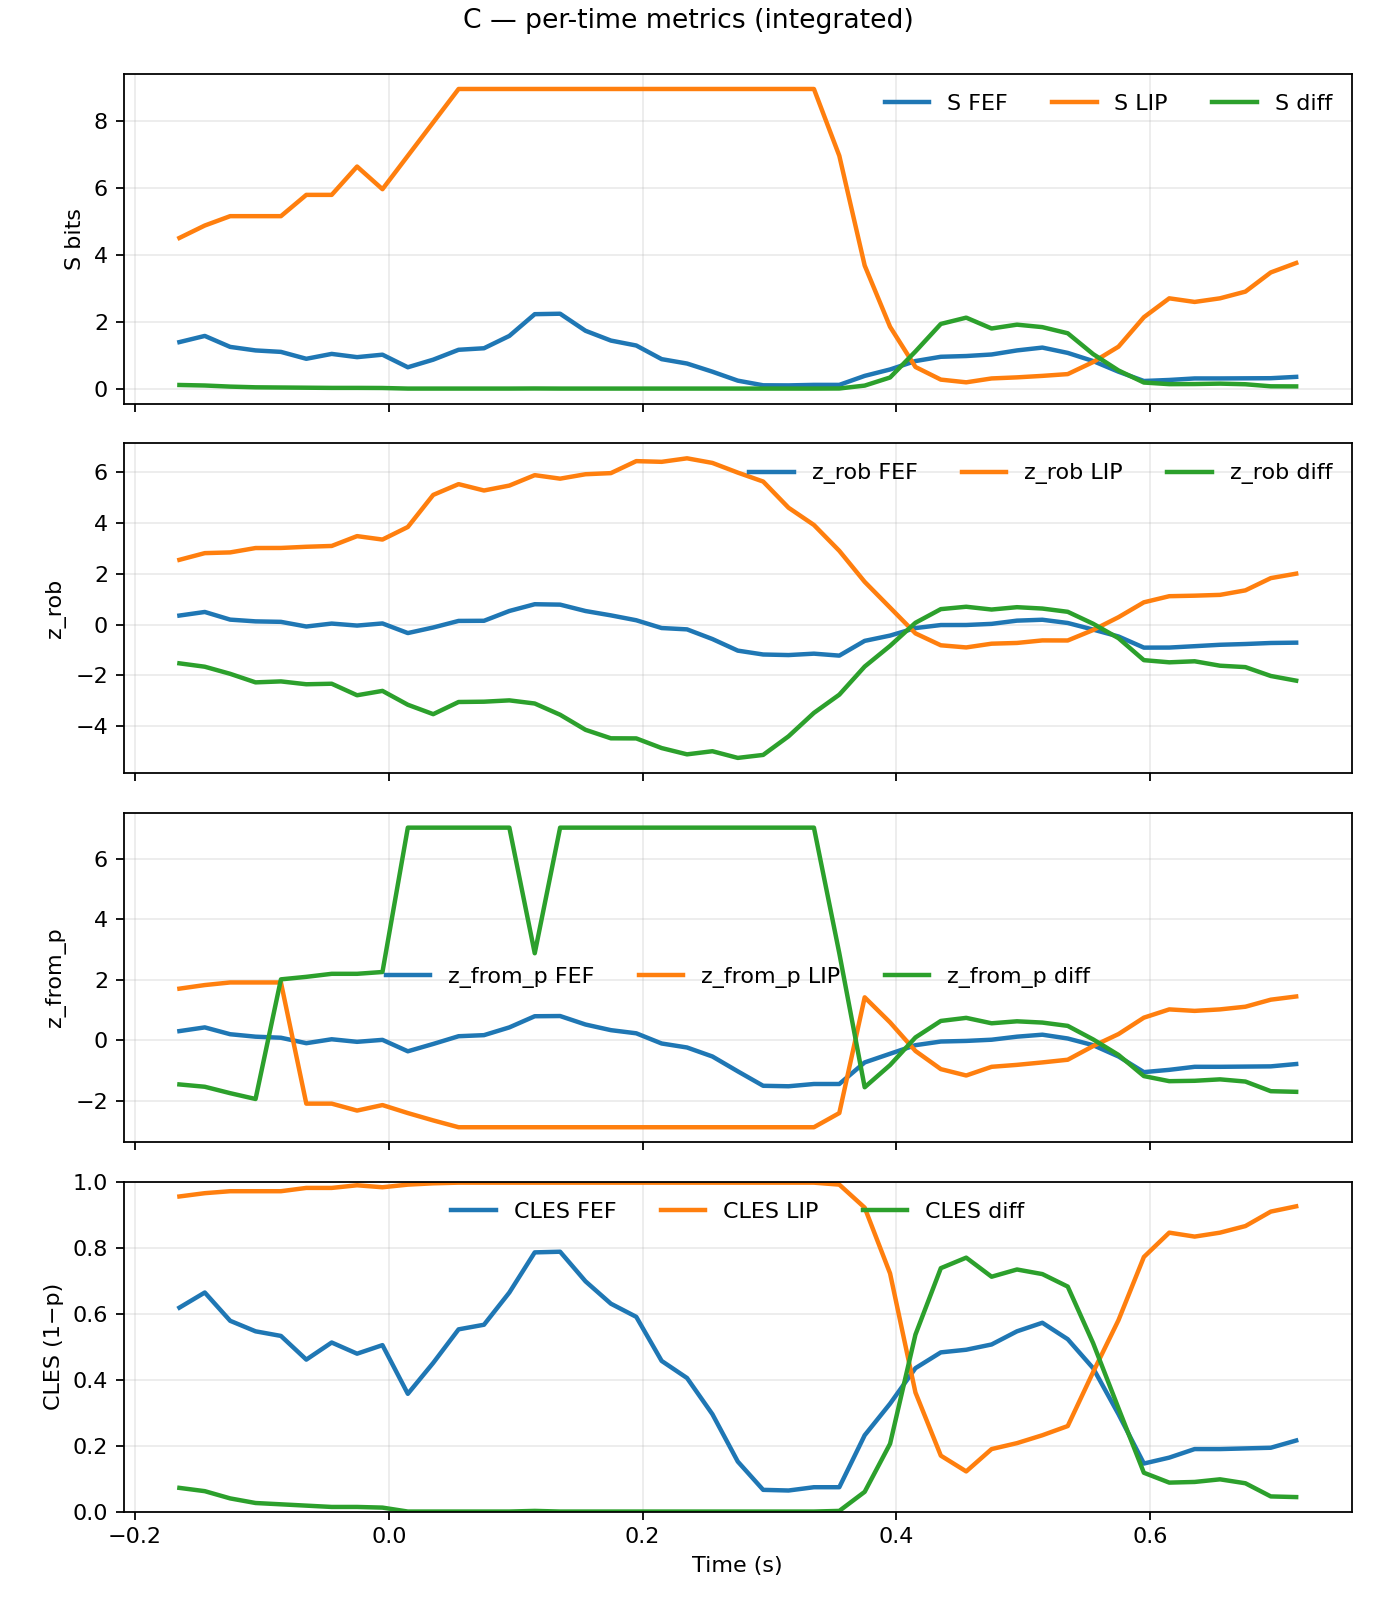 C — per-time metrics (integrated)
S FEF S LIP S diff
8
6
4
2
0
S bits
z_rob FEF z_rob LIP z_rob diff
6
4
2
0
−2
−4
z_rob
6
4
2
0
−2
z_from_p
z_from_p FEF z_from_p LIP z_from_p diff
CLES FEF CLES LIP CLES diff
1.0
0.8
0.6
0.4
0.2
0.0
CLES (1−p)
−0.2 0.0 0.2 0.4 0.6
Time (s)